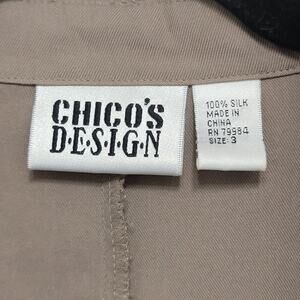 CHICO'S
D•E•S•I•G•N
100% SILK
MADE IN
CHINA
RN 79984
SIZE: 3